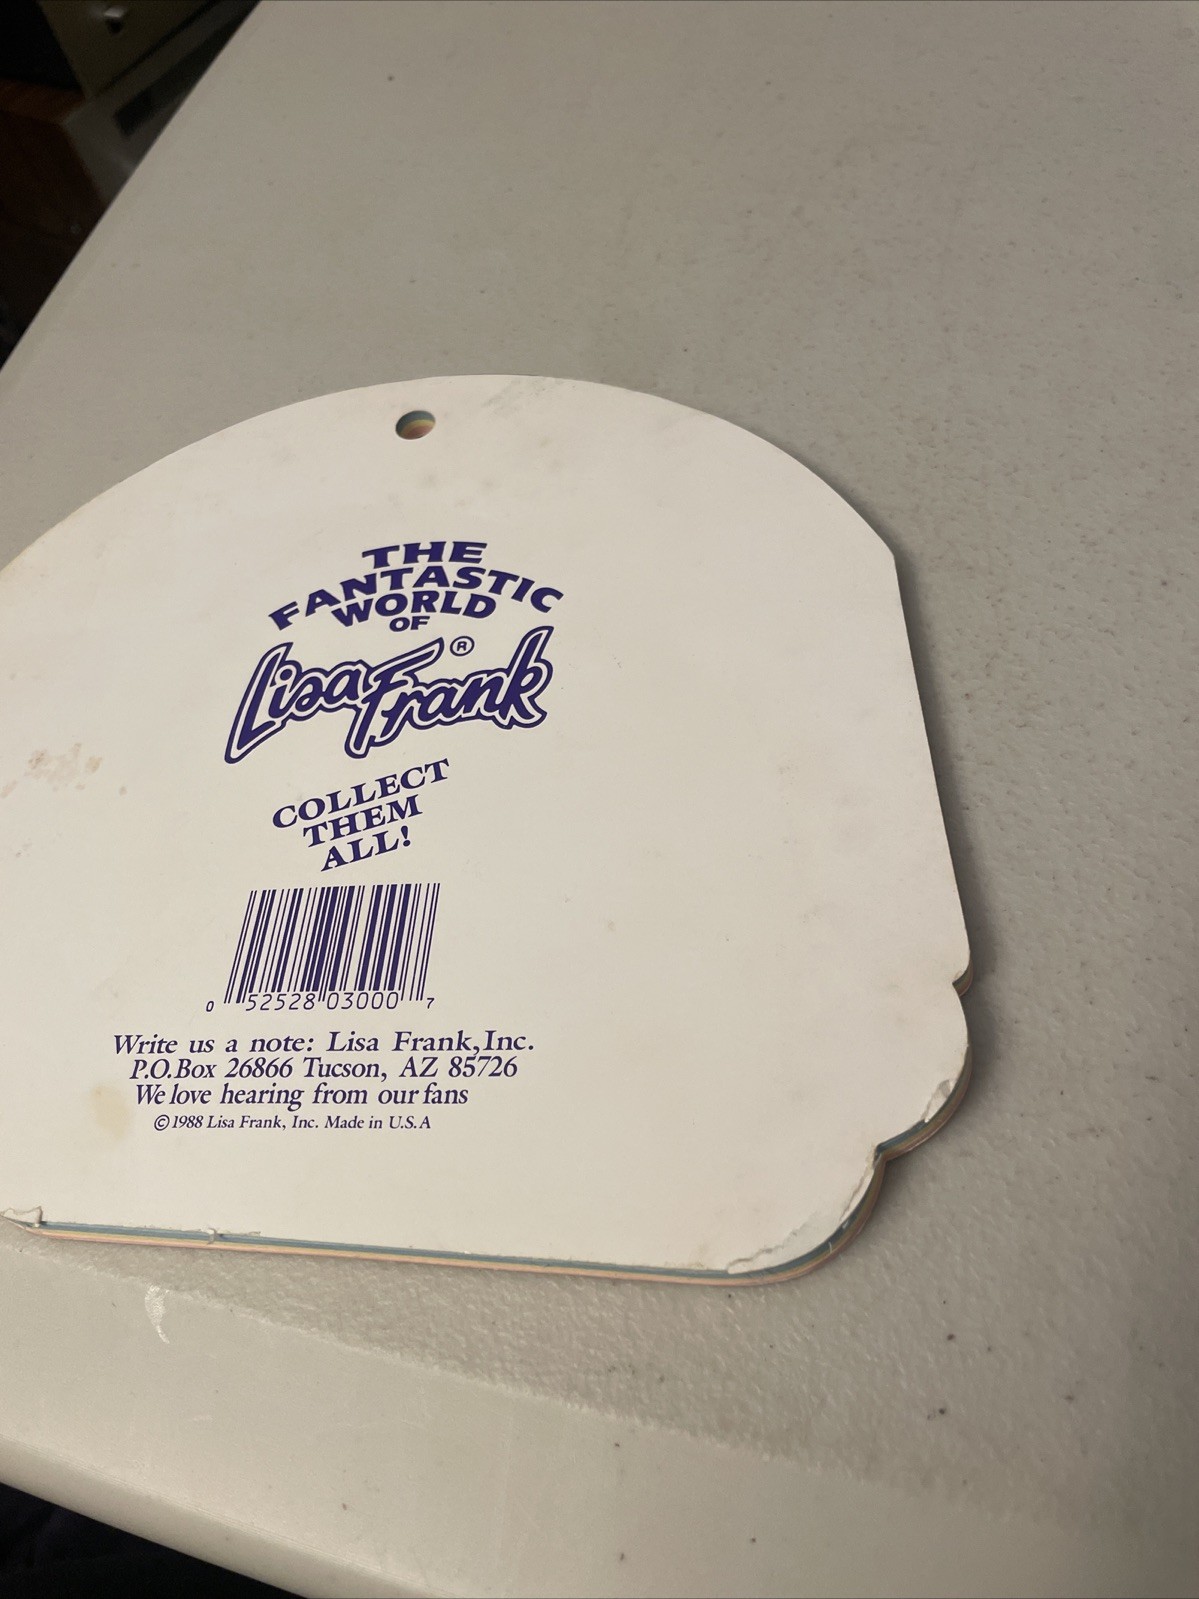 THE
FANTASTIC
WORLD
OF
Lisa Frank®
COLLECT
THEM
ALL!
0 52528 03000 7
Write us a note: Lisa Frank, Inc.
P.O. Box 26866 Tucson, AZ 85726
We love hearing from our fans
©1988 Lisa Frank, Inc. Made in U.S.A